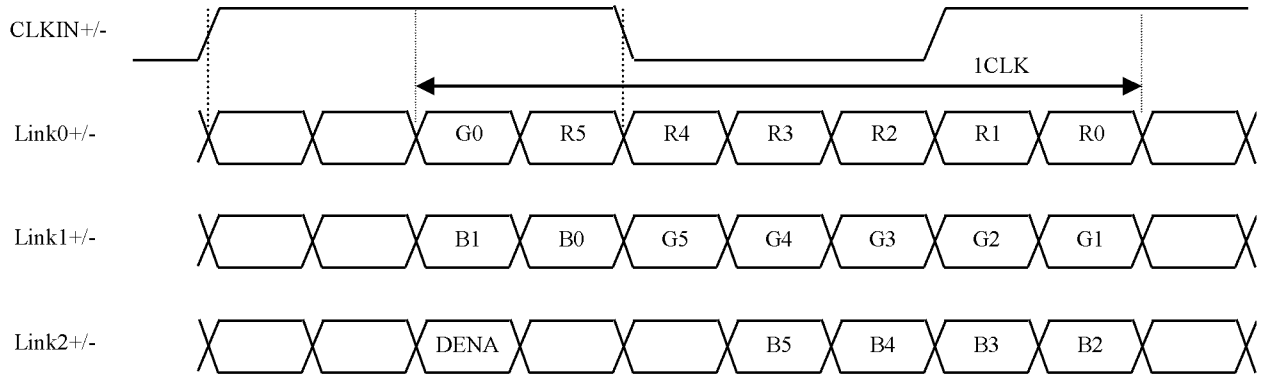 CLKIN+/-
1CLK
Link0+/- G0 R5 R4 R3 R2 R1 R0
Link1+/- B1 B0 G5 G4 G3 G2 G1
Link2+/- DENA B5 B4 B3 B2